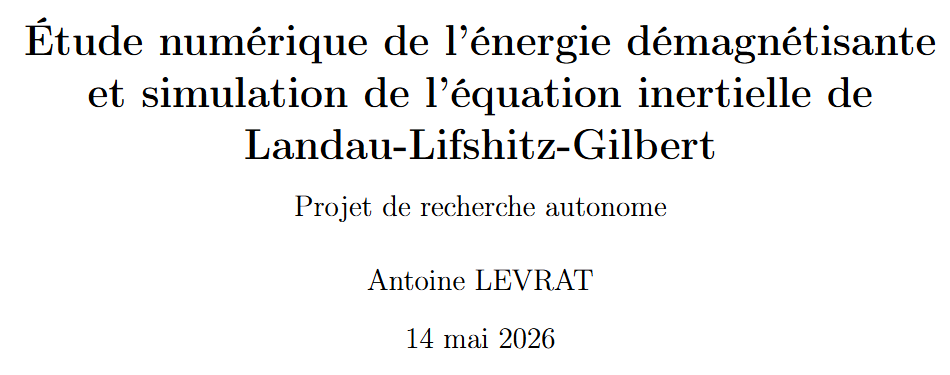 Étude numérique de l'énergie démagnétisante
et simulation de l'équation inertielle de
Landau-Lifshitz-Gilbert
Projet de recherche autonome
Antoine LEVRAT
14 mai 2026